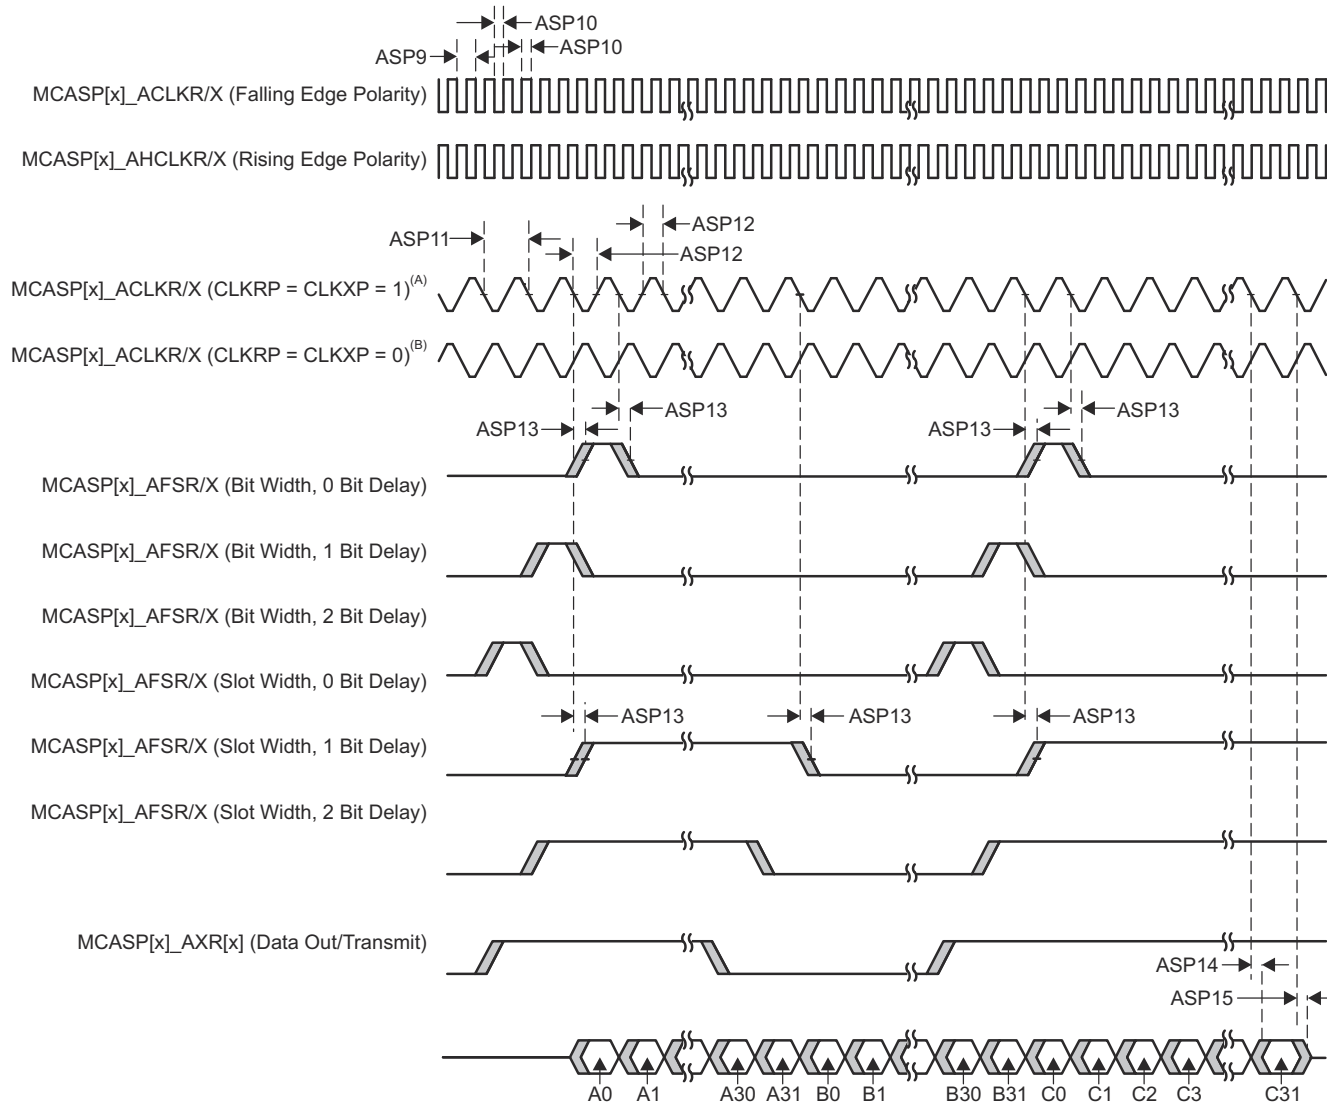 ASP10
ASP9
ASP10
MCASP[x]_ACLKR/X (Falling Edge Polarity)
MCASP[x]_AHCLKR/X (Rising Edge Polarity)
ASP12
ASP11
ASP12
MCASP[x]_ACLKR/X (CLKRP = CLKXP = 1)(A)
MCASP[x]_ACLKR/X (CLKRP = CLKXP = 0)(B)
ASP13
ASP13
ASP13
ASP13
MCASP[x]_AFSR/X (Bit Width, 0 Bit Delay)
MCASP[x]_AFSR/X (Bit Width, 1 Bit Delay)
MCASP[x]_AFSR/X (Bit Width, 2 Bit Delay)
MCASP[x]_AFSR/X (Slot Width, 0 Bit Delay)
ASP13
ASP13
ASP13
MCASP[x]_AFSR/X (Slot Width, 1 Bit Delay)
MCASP[x]_AFSR/X (Slot Width, 2 Bit Delay)
MCASP[x]_AXR[x] (Data Out/Transmit)
ASP14
ASP15
A0 A1 A30 A31 B0 B1 B30 B31 C0 C1 C2 C3 C31